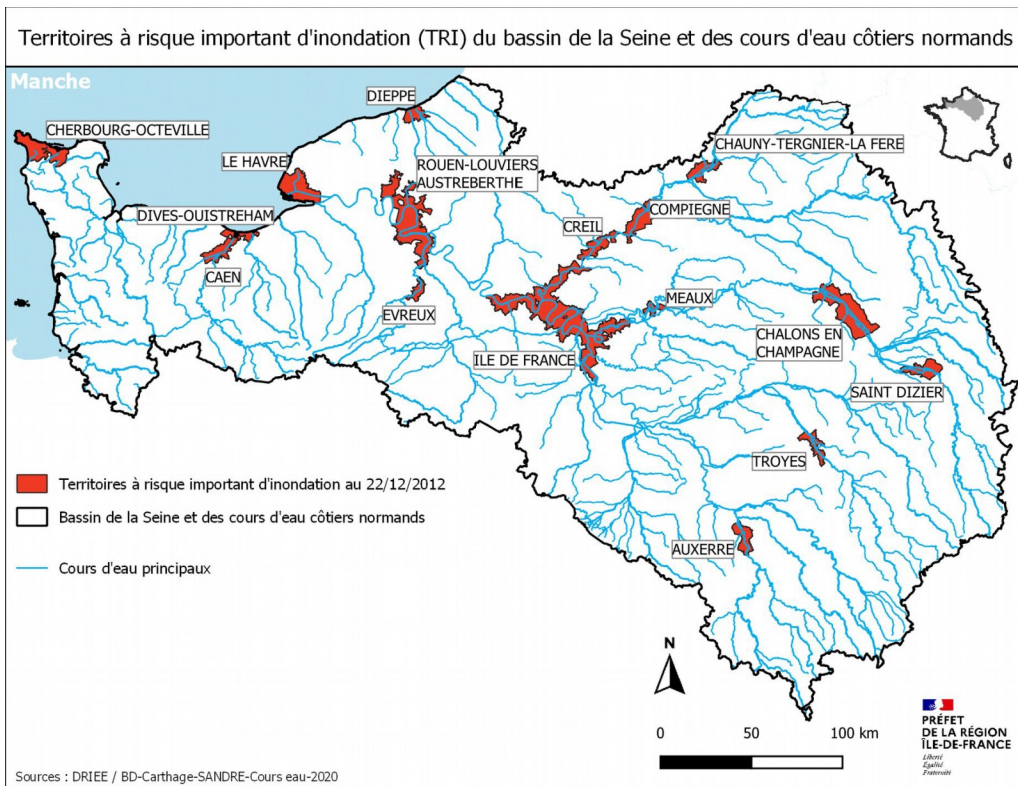 Territoires à risque important d'inondation (TRI) du bassin de la Seine et des cours d'eau côtiers normands
Manche
DIEPPE
CHERBOURG-OCTEVILLE
CHAUNY-TERGNIER-LA FERE
LE HAVRE
ROUEN-LOUVIERS
AUSTREBERTHE
COMPIEGNE
DIVES-OUISTREHAM
CREIL
CAEN
MEAUX
EVREUX
CHALONS EN
CHAMPAGNE
ILE DE FRANCE
SAINT DIZIER
TROYES
Territoires à risque important d'inondation au 22/12/2012
Bassin de la Seine et des cours d'eau côtiers normands
AUXERRE
Cours d'eau principaux
N
0 50 100 km
PRÉFET
DE LA RÉGION
ÎLE-DE-FRANCE
Liberté
Égalité
Fraternité
Sources : DRIEE / BD-Carthage-SANDRE-Cours eau-2020